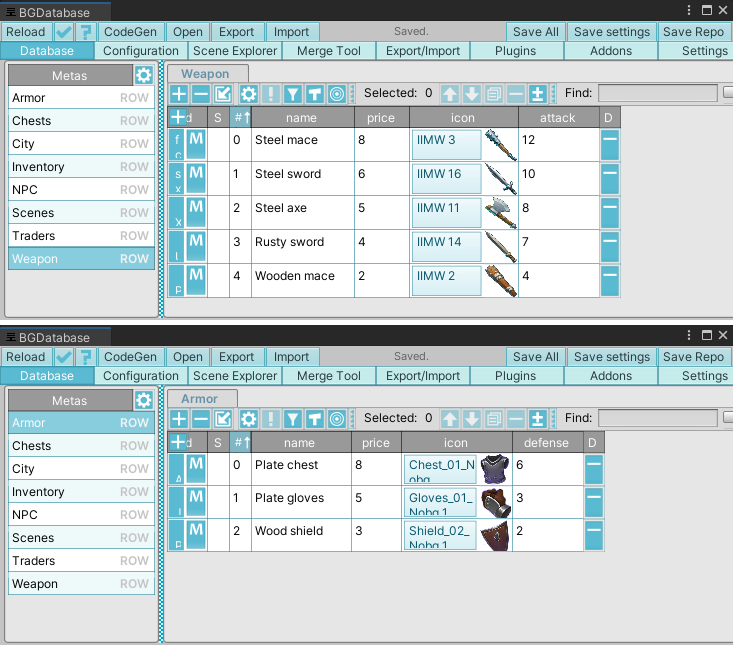 BGDatabase
Reload ? CodeGen Open Export Import Saved. Save All Save settings Save Repo
Database Configuration Scene Explorer Merge Tool Export/Import Plugins Addons Settings
Metas
Armor ROW
Chests ROW
City ROW
Inventory ROW
NPC ROW
Scenes ROW
Traders ROW
Weapon ROW
Weapon
Selected: 0 Find:
d S # name price icon attack D
M 0 Steel mace 8 IIMW 3 12
M 1 Steel sword 6 IIMW 16 10
M 2 Steel axe 5 IIMW 11 8
M 3 Rusty sword 4 IIMW 14 7
M 4 Wooden mace 2 IIMW 2 4
BGDatabase
Reload ? CodeGen Open Export Import Saved. Save All Save settings Save Repo
Database Configuration Scene Explorer Merge Tool Export/Import Plugins Addons Settings
Metas
Armor ROW
Chests ROW
City ROW
Inventory ROW
NPC ROW
Scenes ROW
Traders ROW
Weapon ROW
Armor
Selected: 0 Find:
d S # name price icon defense D
M 0 Plate chest 8 Chest_01_N 6
M 1 Plate gloves 5 Gloves_01_ 3
Nobg 1
M 2 Wood shield 3 Shield_02_ 2
Nobg 1